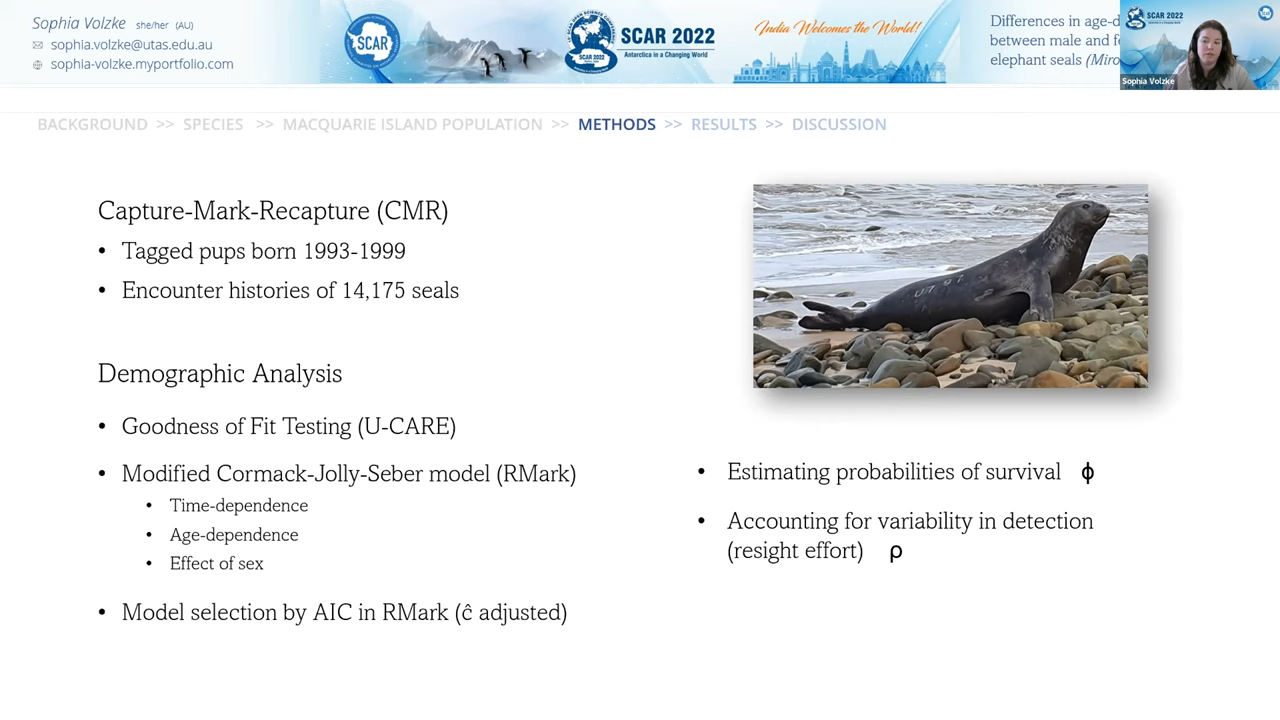 Sophia Volzke she/her (AU)
sophia.volzke@utas.edu.au
sophia-volzke.myportfolio.com
SCAR
SCAR 2022
SCAR 2022
Antarctica in a Changing World
India Welcomes the World!
Differences in age-d
between male and fe
elephant seals (Miro
SCAR 2022
Sophia Volzke
BACKGROUND >> SPECIES >> MACQUARIE ISLAND POPULATION >> METHODS >> RESULTS >> DISCUSSION
Capture-Mark-Recapture (CMR)
• Tagged pups born 1993-1999
• Encounter histories of 14,175 seals
Demographic Analysis
• Goodness of Fit Testing (U-CARE)
• Modified Cormack-Jolly-Seber model (RMark)
• Time-dependence
• Age-dependence
• Effect of sex
• Model selection by AIC in RMark (ĉ adjusted)
• Estimating probabilities of survival ϕ
• Accounting for variability in detection
(resight effort) ρ